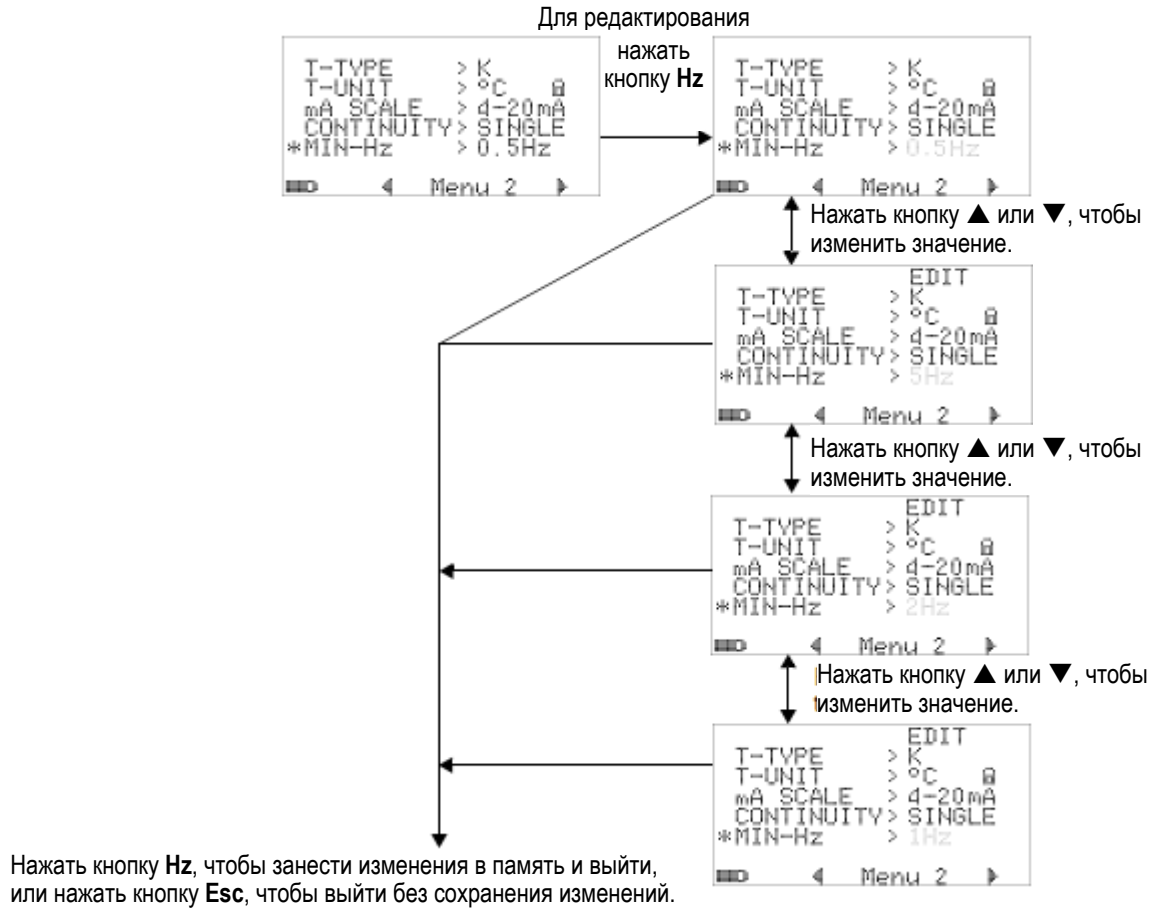 Для редактирования
нажать
кнопку Hz
T-TYPE > K
T-UNIT > °C
mA SCALE > 4-20mA
CONTINUITY> SINGLE
*MIN-Hz > 0.5Hz
Menu 2
T-TYPE > K
T-UNIT > °C
mA SCALE > 4-20mA
CONTINUITY> SINGLE
*MIN-Hz > 0.5Hz
Menu 2
Нажать кнопку ▲ или ▼, чтобы
изменить значение.
EDIT
T-TYPE > K
T-UNIT > °C
mA SCALE > 4-20mA
CONTINUITY> SINGLE
*MIN-Hz > 5Hz
Menu 2
Нажать кнопку ▲ или ▼, чтобы
изменить значение.
EDIT
T-TYPE > K
T-UNIT > °C
mA SCALE > 4-20mA
CONTINUITY> SINGLE
*MIN-Hz > 2Hz
Menu 2
Нажать кнопку ▲ или ▼, чтобы
изменить значение.
EDIT
T-TYPE > K
T-UNIT > °C
mA SCALE > 4-20mA
CONTINUITY> SINGLE
*MIN-Hz > 1Hz
Menu 2
Нажать кнопку Hz, чтобы занести изменения в память и выйти,
или нажать кнопку Esc, чтобы выйти без сохранения изменений.